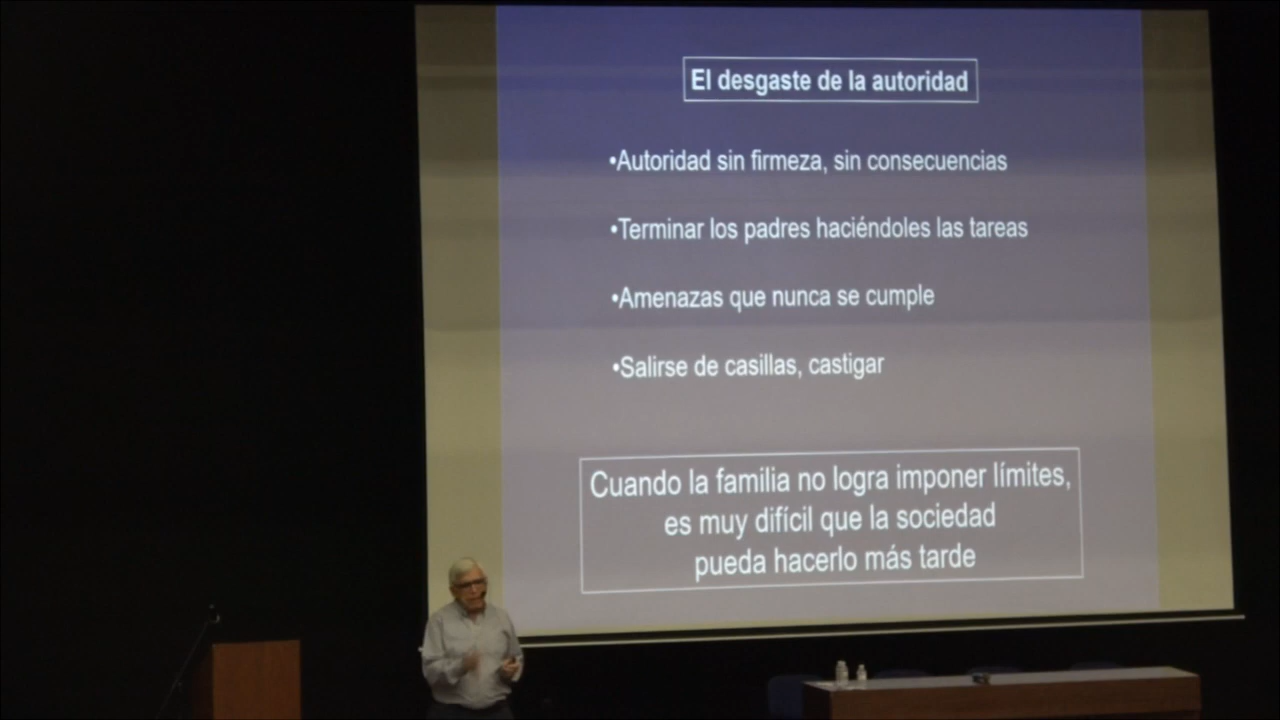 El desgaste de la autoridad
•Autoridad sin firmeza, sin consecuencias
•Terminar los padres haciéndoles las tareas
•Amenazas que nunca se cumple
•Salirse de casillas, castigar
Cuando la familia no logra imponer límites,
es muy difícil que la sociedad
pueda hacerlo más tarde